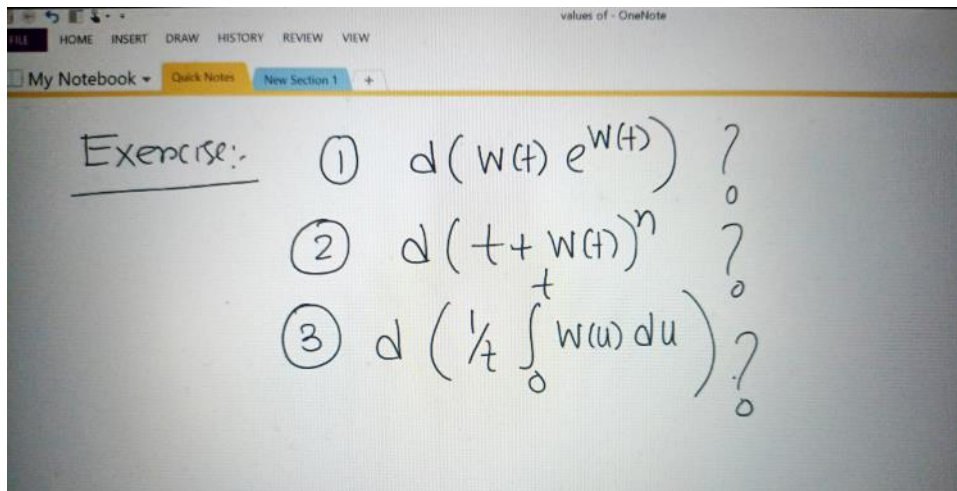 values of - OneNote
FILE HOME INSERT DRAW HISTORY REVIEW VIEW
My Notebook Quick Notes New Section 1 +
Exercise:- ① d(W(t) e^{W(t)}) ?
② d(t + W(t))^n ?
③ d(1/t ∫_0^t W(u) du) ?